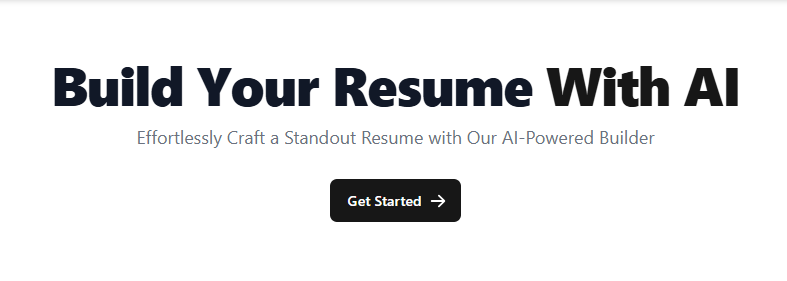 Build Your Resume With AI
Effortlessly Craft a Standout Resume with Our AI-Powered Builder
Get Started →